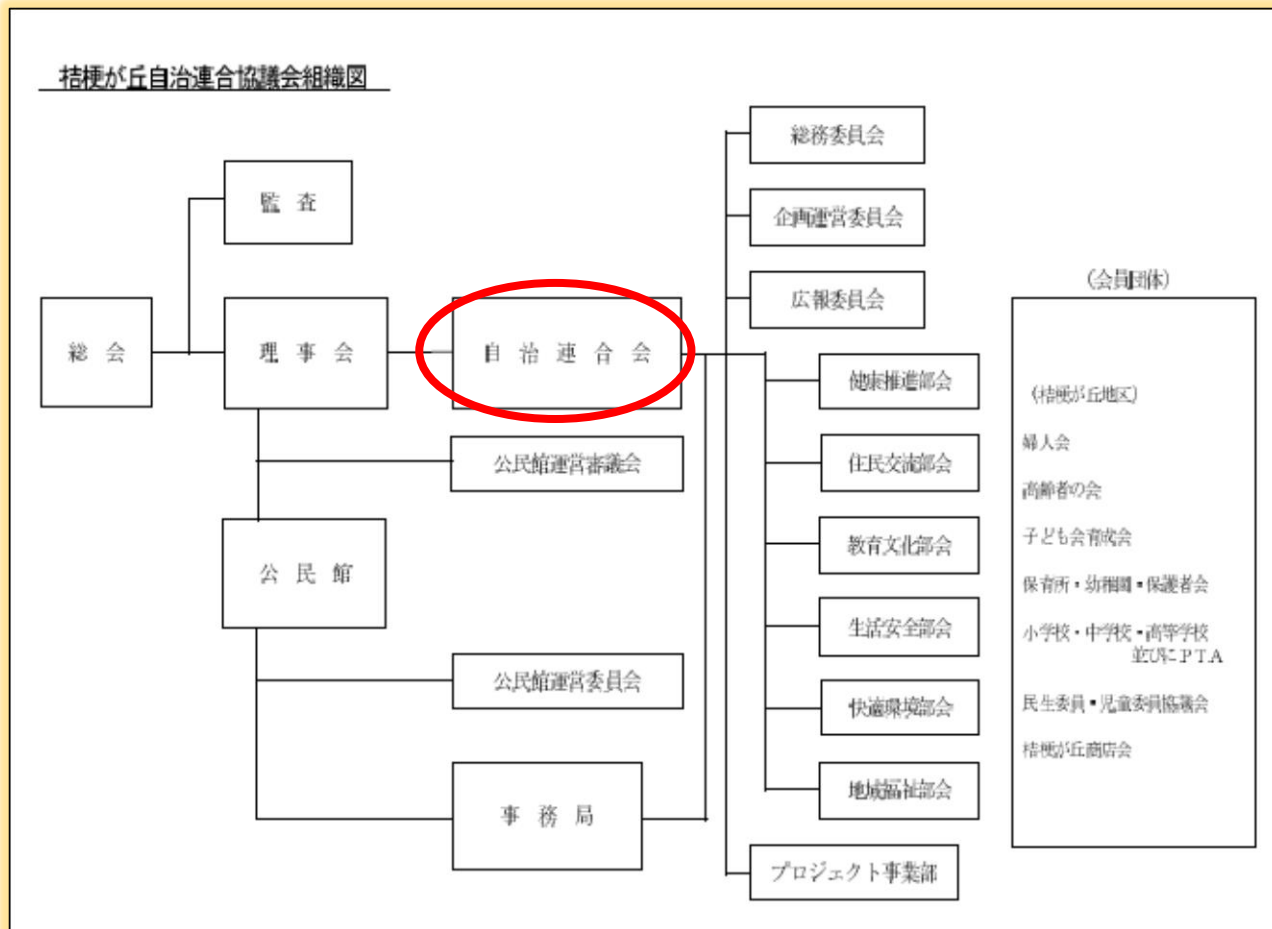 桔梗が丘自治連合協議会組織図
総務委員会
監査
企画運営委員会
広報委員会
(会員団体)
総会
理事会
自治連合会
健康推進部会
(桔梗が丘地区)
婦人会
公民館運営審議会
住民交流部会
高齢者の会
子ども会育成会
公民館
教育文化部会
保育所・幼稚園・保護者会
生活安全部会
小学校・中学校・高等学校
並びにPTA
公民館運営委員会
快適環境部会
民生委員・児童委員協議会
桔梗が丘商店会
事務局
地域福祉部会
プロジェクト事業部